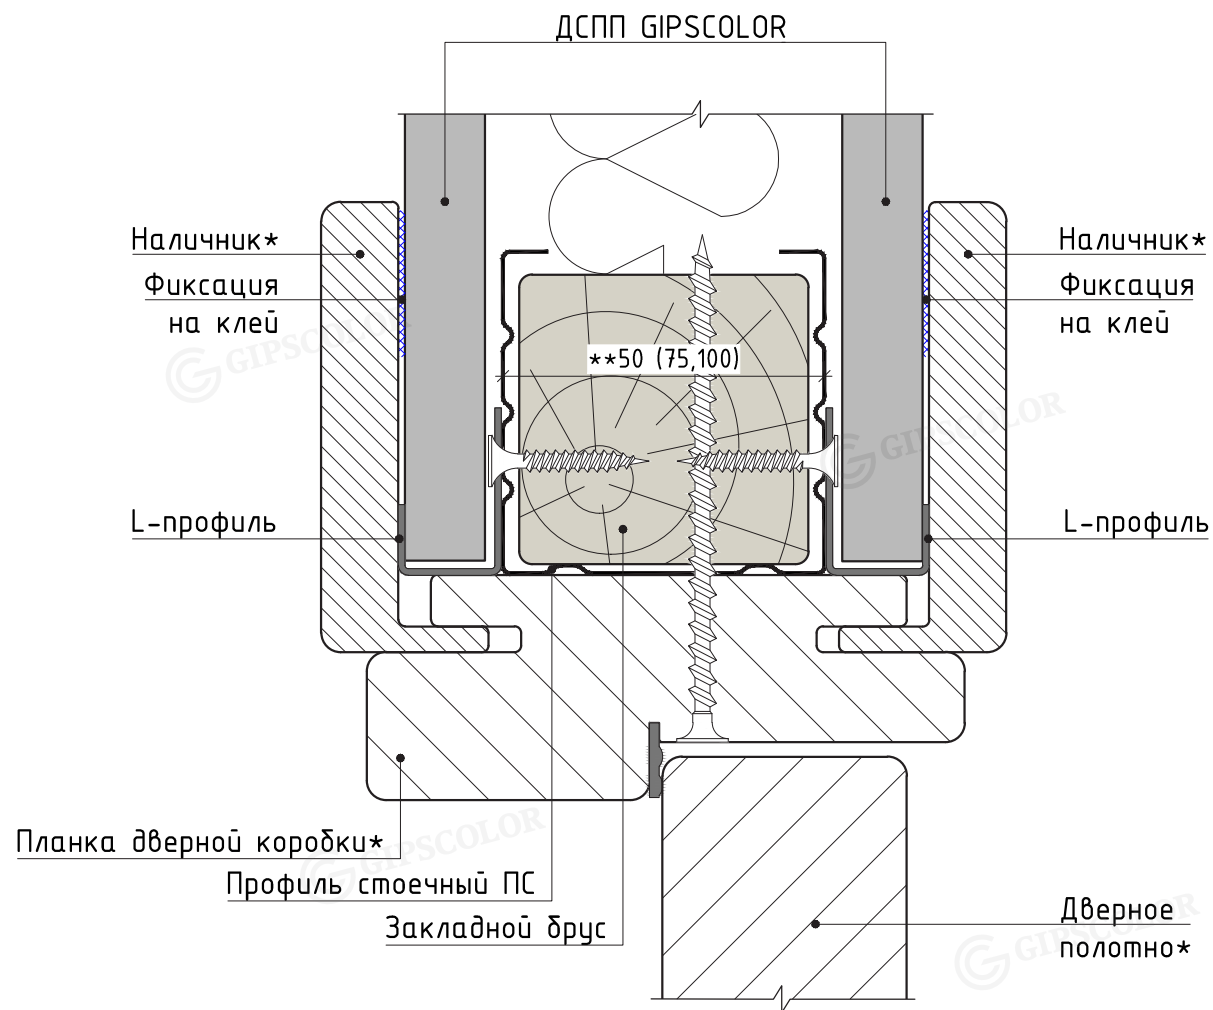 ДСПП GIPSCOLOR
Наличник*
Наличник*
Фиксация
на клей
Фиксация
на клей
GIPSCOLOR
**50 (75,100)
GIPSCOLOR
L-профиль
L-профиль
GIPSCOLOR
Планка дверной коробки*
Профиль стоечный ПС
Закладной брус
Дверное
полотно*
GIPSCOLOR